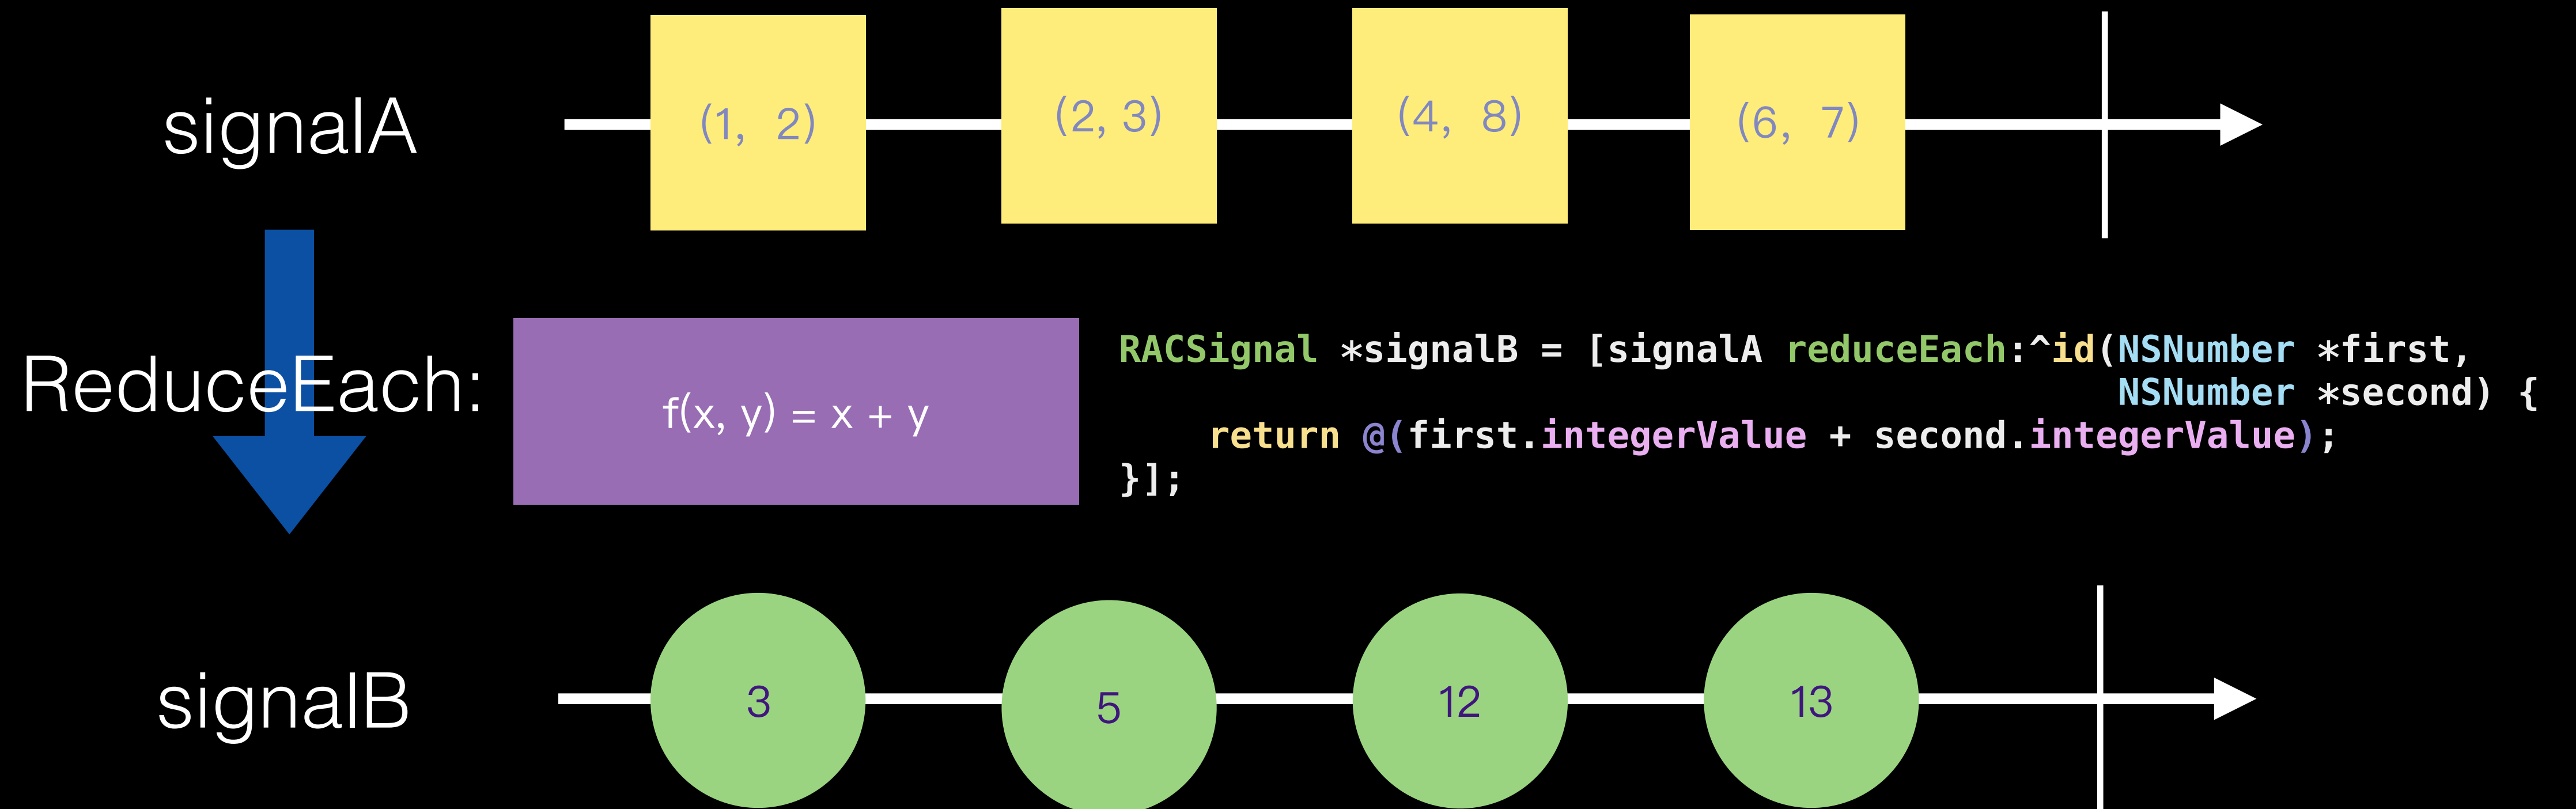 signalA
(1, 2)
(2, 3)
(4, 8)
(6, 7)
ReduceEach:
f(x, y) = x + y
RACSignal *signalB = [signalA reduceEach:^id(NSNumber *first,
NSNumber *second) {
return @(first.integerValue + second.integerValue);
}];
signalB
3
5
12
13